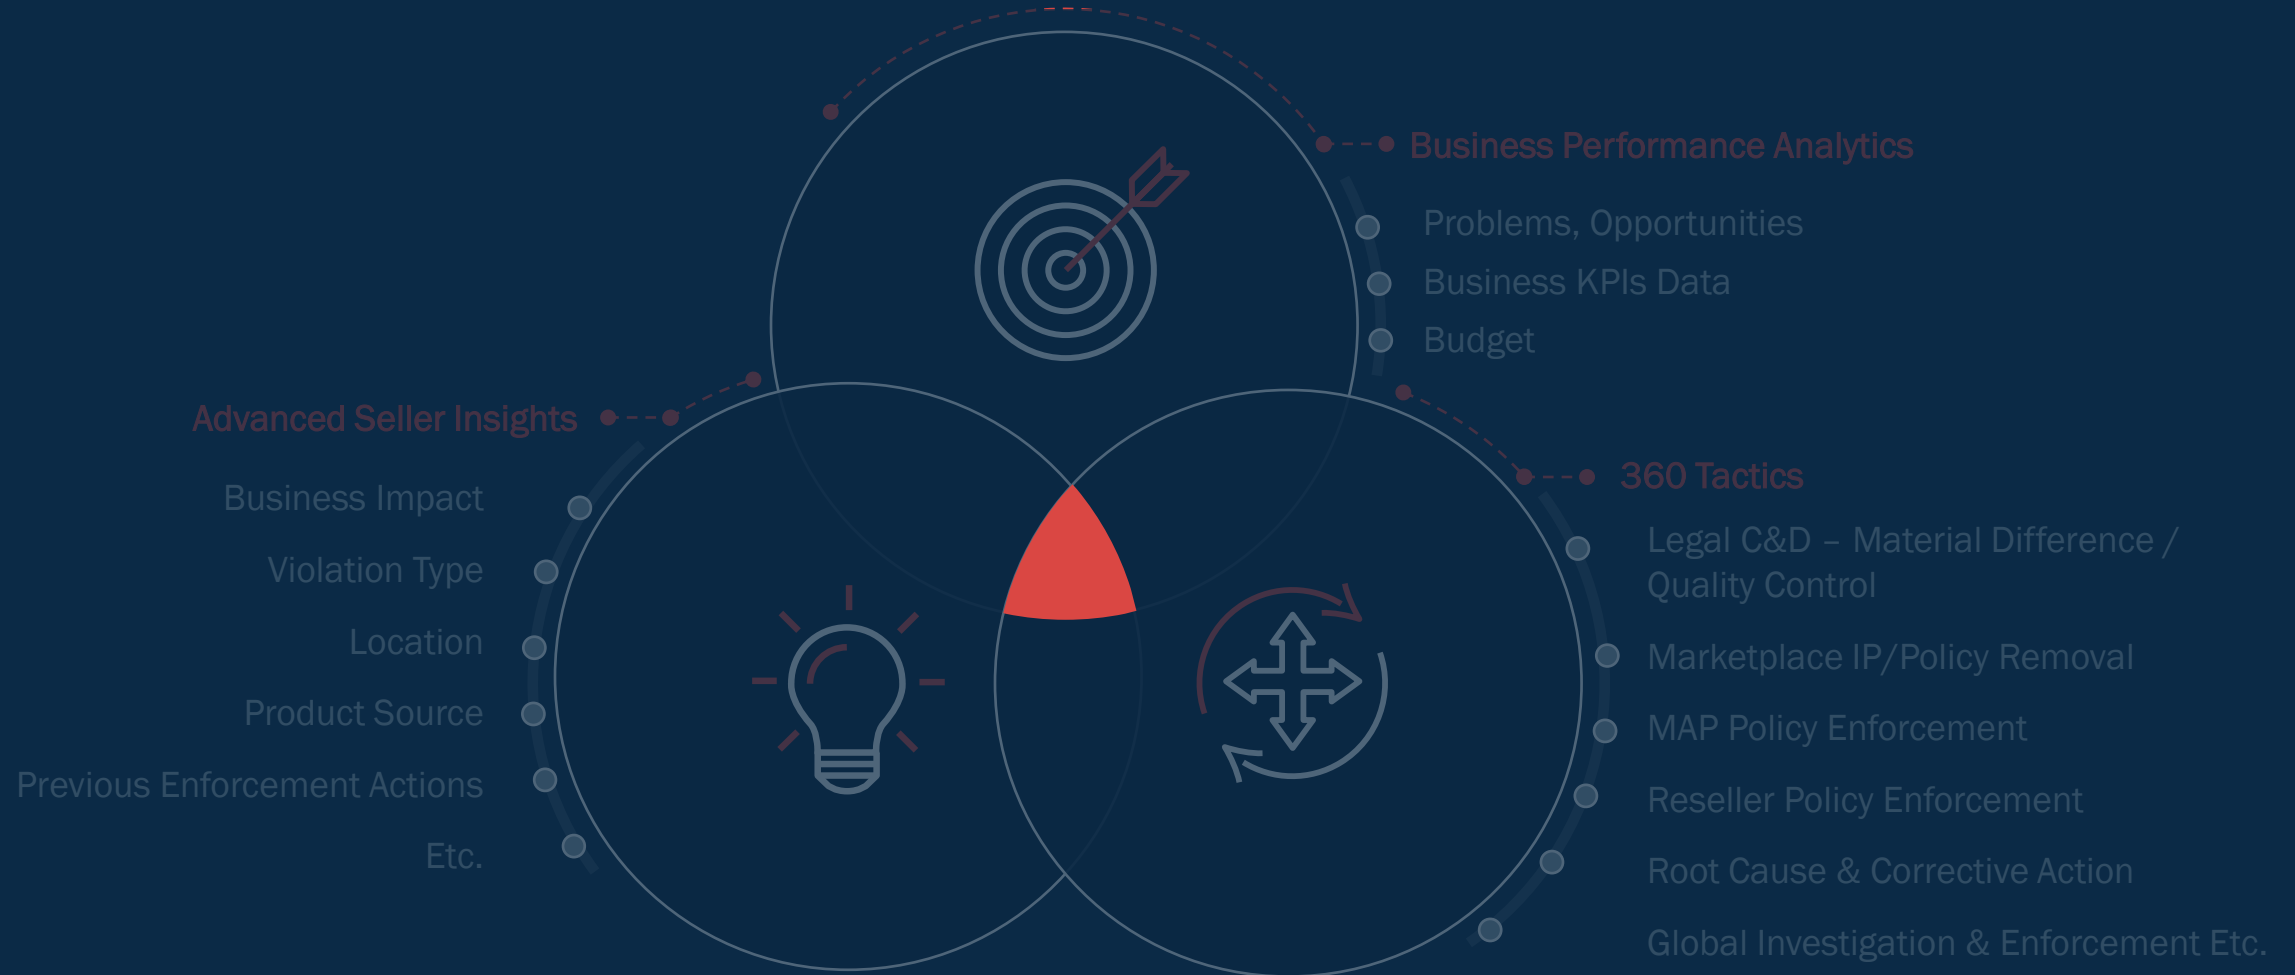 Business Performance Analytics
Problems, Opportunities
Business KPIs Data
Budget
Advanced Seller Insights
Business Impact
Violation Type
Location
Product Source
Previous Enforcement Actions
Etc.
360 Tactics
Legal C&D – Material Difference /
Quality Control
Marketplace IP/Policy Removal
MAP Policy Enforcement
Reseller Policy Enforcement
Root Cause & Corrective Action
Global Investigation & Enforcement Etc.